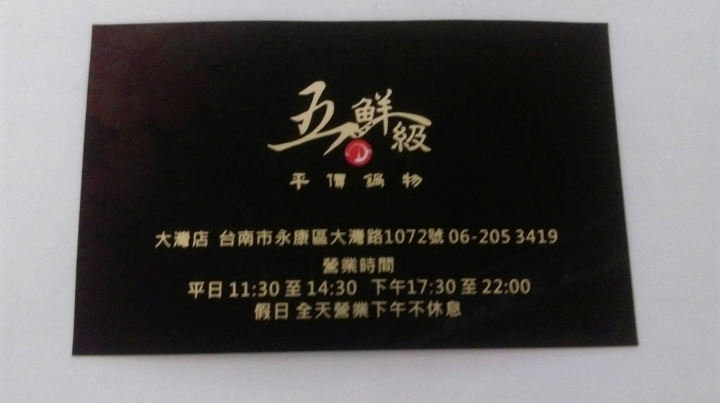 五鮮級
平價鍋物
大灣店 台南市永康區大灣路1072號 06-205 3419
營業時間
平日 11:30 至 14:30 下午17:30 至 22:00
假日 全天營業下午不休息